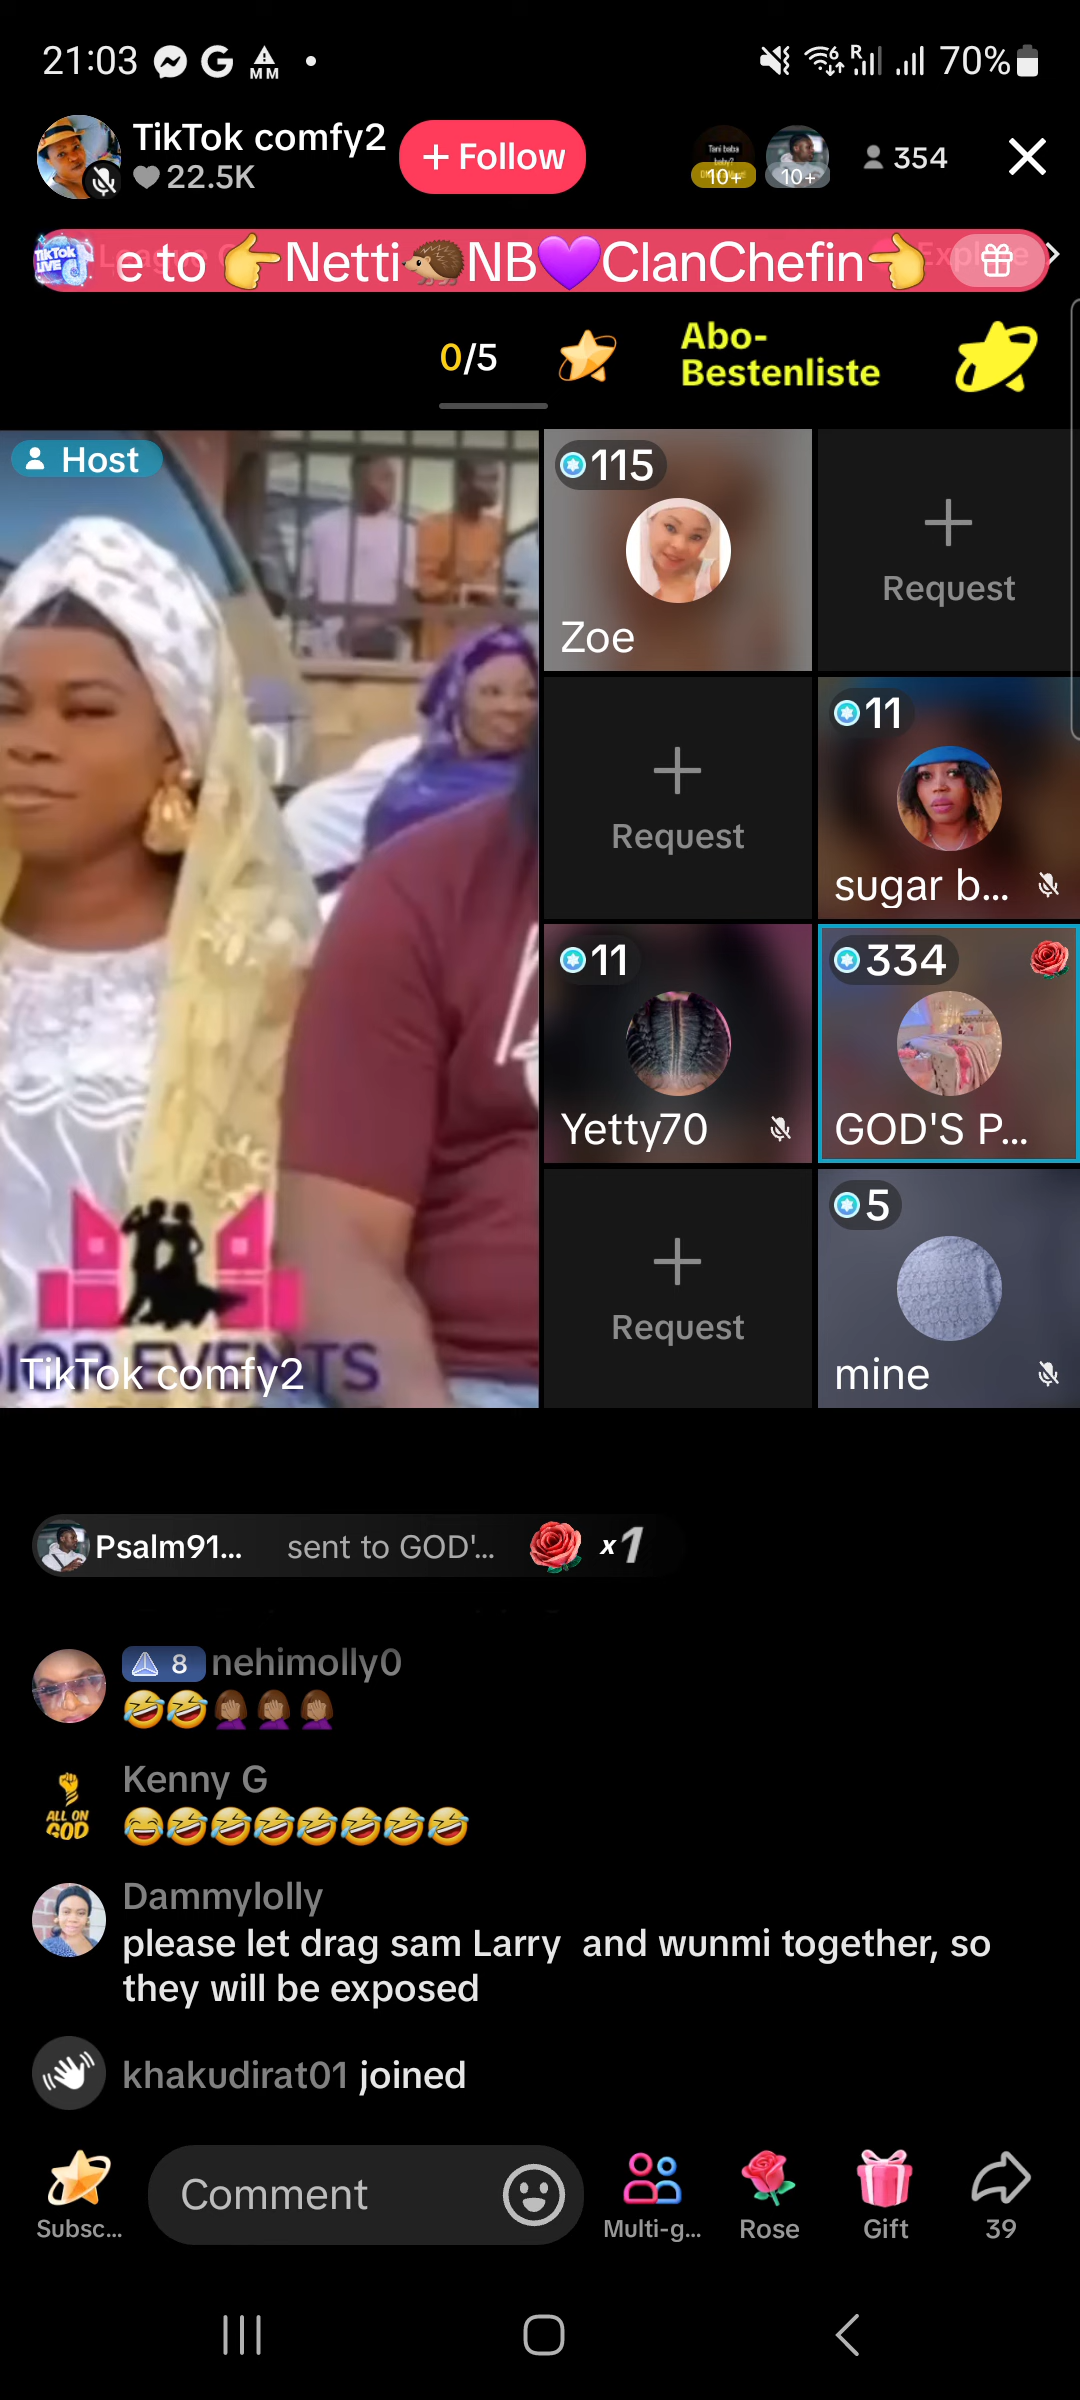 21:03
MM
R
70%
TikTok comfy2
22.5K
+ Follow
10+
10+
354
e to 👉Netti🦔NB💜ClanChefin👈
0/5
Abo-
Bestenliste
Host
115
Zoe
Request
Request
11
sugar b...
11
Yetty70
334
GOD'S P...
Request
5
mine
EVENTS
TikTok comfy2
Psalm91... sent to GOD'... x1
8 nehimolly0
🤣🤣🤦🏽‍♀️🤦🏽‍♀️🤦🏽‍♀️
ALL ON
GOD
Kenny G
😂🤣🤣🤣🤣🤣🤣🤣
Dammylolly
please let drag sam Larry and wunmi together, so
they will be exposed
khakudirat01 joined
Comment
Subsc...
Multi-g...
Rose
Gift
39